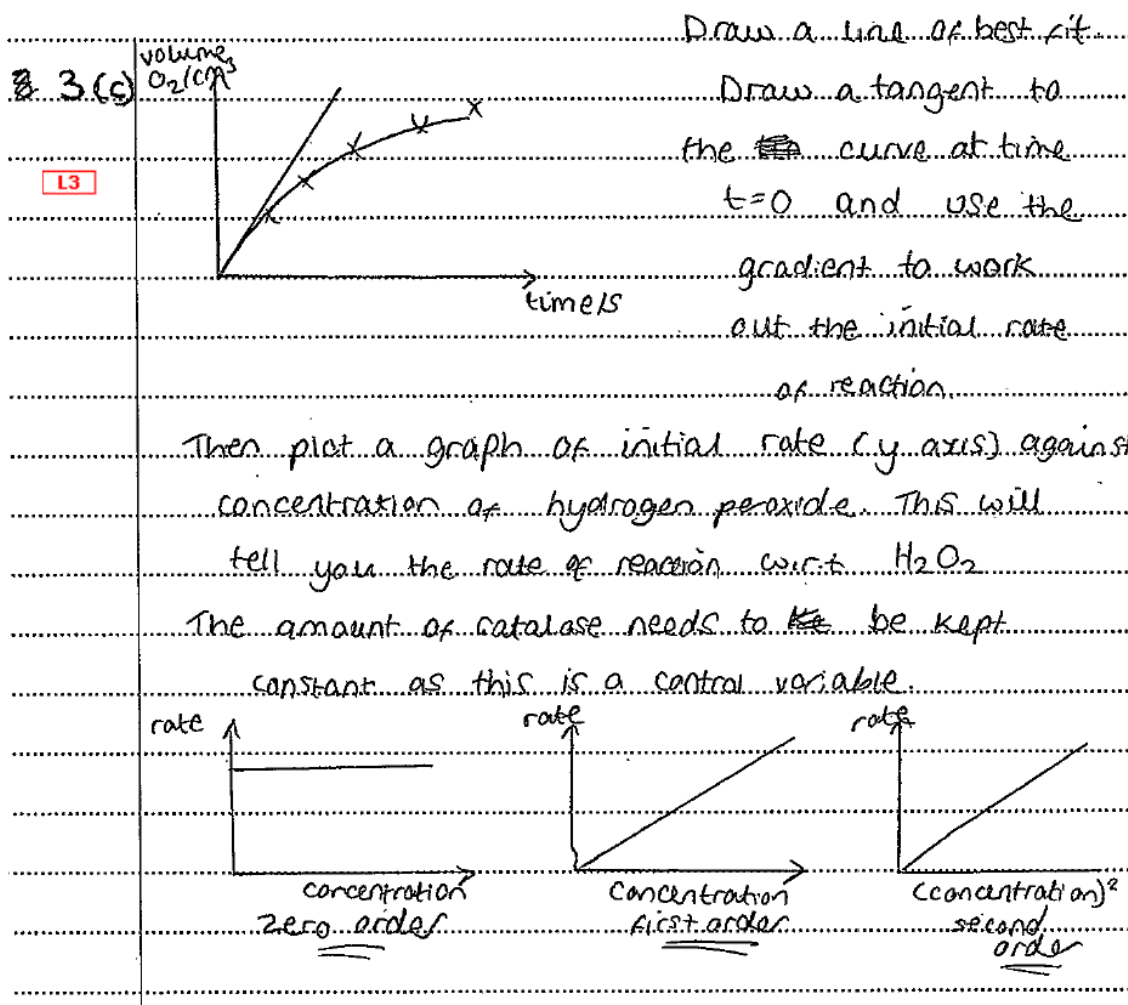 Draw a line of best fit.
volume
O₂/cm³
3(c)
Draw a tangent to
the curve at time
L3
t=0 and use the
gradient to work
time/s
out the initial rate
of reaction.
Then plot a graph of initial rate (y axis) against
concentration of hydrogen peroxide. This will
tell you the rate of reaction w.r.t H₂O₂
The amount of catalase needs to be kept
constant as this is a control variable.
rate
rate
rate
concentration
concentration
(concentration)²
zero order
first order
second
order